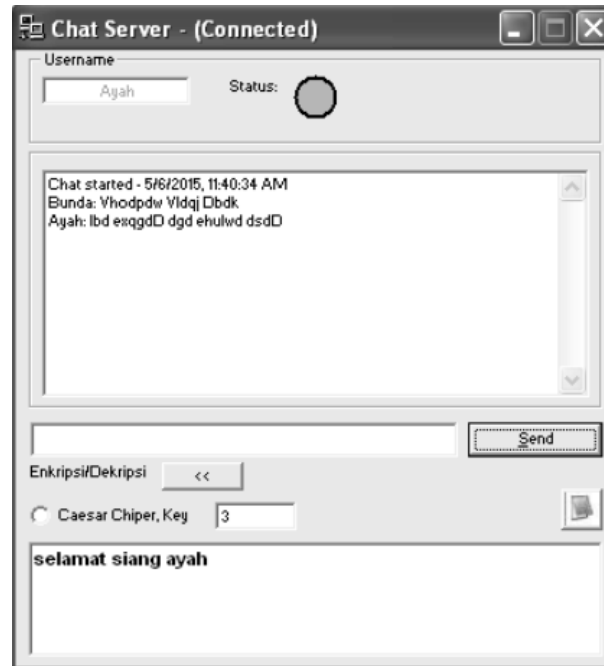 Chat Server - (Connected)
Username
Ayah
Status:
Chat started - 5/6/2015, 11:40:34 AM
Bunda: Vhodpdw Vldqj Dbdk
Ayah: lbd exqgdD dgd ehulwd dsdD
Send
Enkripsi/Dekripsi <<
Caesar Chiper, Key 3
selamat siang ayah